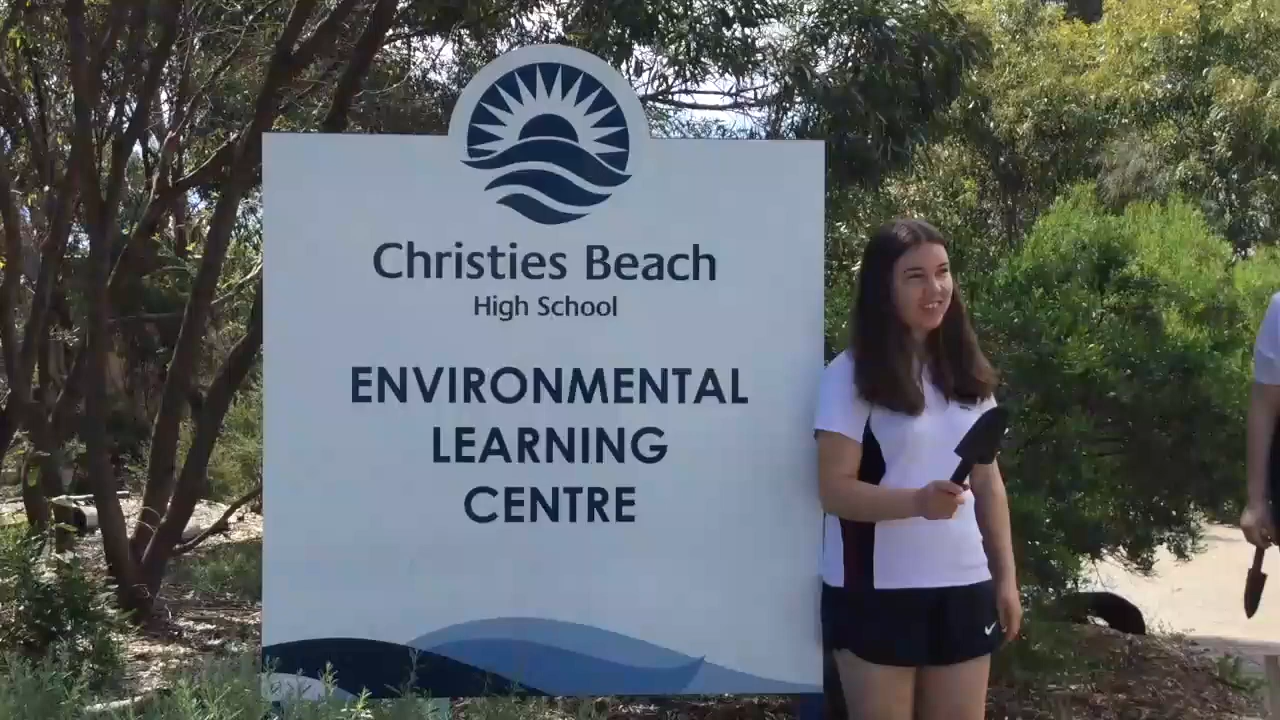 Christies Beach
High School
ENVIRONMENTAL
LEARNING
CENTRE